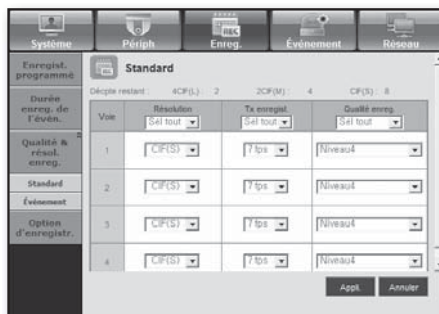 Système Périph Enreg. Événement Réseau
REC
Enregist. programmé
Durée enreg. de l'évén.
Qualité & résol. enreg.
Standard
Événement
Option d'enregistr.
REC Standard
Décpte restant : 4CIF(L) : 2 2CIF(M) : 4 CIF(S) : 8
Voie Résolution Tx enregist. Qualité enreg.
Sél tout Sél tout Sél tout
1 CIF(S) 7 fps Niveau4
2 CIF(S) 7 fps Niveau4
3 CIF(S) 7 fps Niveau4
4 CIF(S) 7 fps Niveau4
Appl. Annuler